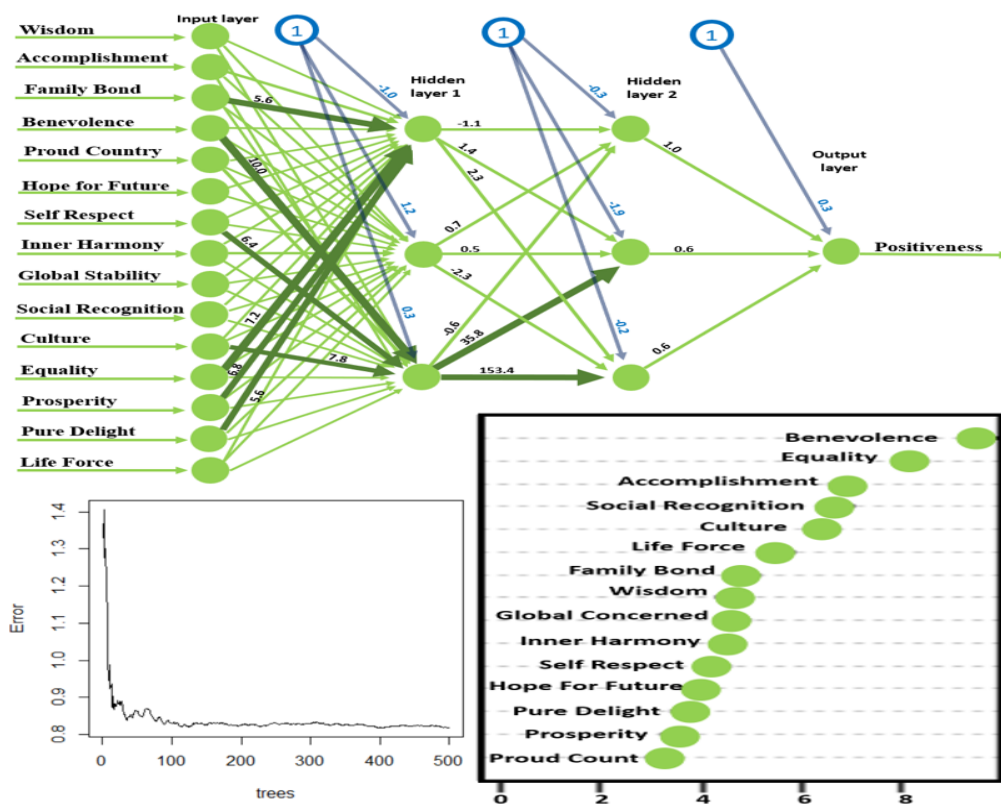 Input layer
1
1
1
Wisdom
Accomplishment
Family Bond
Benevolence
Proud Country
Hope for Future
Self Respect
Inner Harmony
Global Stability
Social Recognition
Culture
Equality
Prosperity
Pure Delight
Life Force
Hidden
layer 1
Hidden
layer 2
Output
layer
Positiveness
-1.0
1.2
0.3
-0.3
-1.9
-0.2
0.3
5.6
10.0
6.4
7.2
7.8
6.8
5.6
-1.1
1.4
2.3
0.7
0.5
-2.3
-0.6
35.8
153.4
1.0
0.6
0.6
Error
1.4
1.3
1.2
1.1
1.0
0.9
0.8
0
100
200
300
400
500
trees
Benevolence
Equality
Accomplishment
Social Recognition
Culture
Life Force
Family Bond
Wisdom
Global Concerned
Inner Harmony
Self Respect
Hope For Future
Pure Delight
Prosperity
Proud Count
0
2
4
6
8